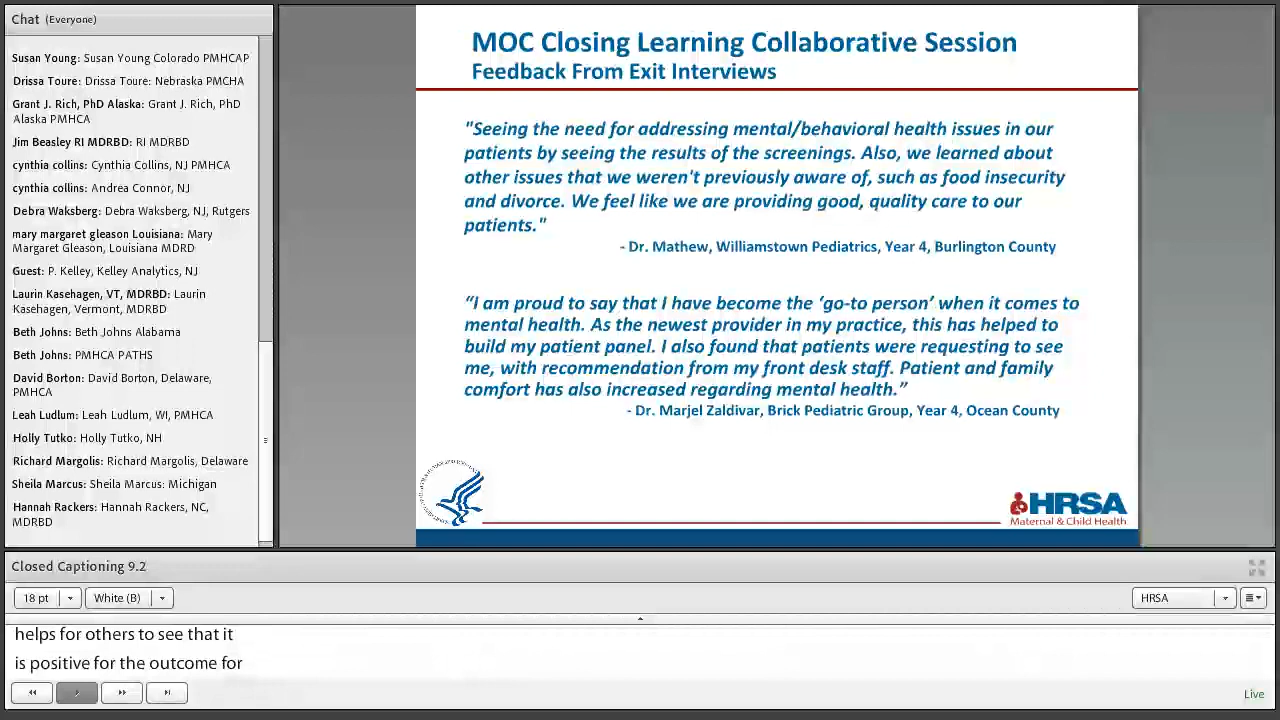 Chat (Everyone)
Susan Young: Susan Young Colorado PMHCAP
Drissa Toure: Drissa Toure: Nebraska PMCHA
Grant J. Rich, PhD Alaska: Grant J. Rich, PhD
Alaska PMHCA
Jim Beasley RI MDRBD: RI MDRBD
cynthia collins: Cynthia Collins, NJ PMHCA
cynthia collins: Andrea Connor, NJ
Debra Waksberg: Debra Waksberg, NJ, Rutgers
mary margaret gleason Louisiana: Mary
Margaret Gleason, Louisiana MDRD
Guest: P. Kelley, Kelley Analytics, NJ
Laurin Kasehagen, VT, MDRBD: Laurin
Kasehagen, Vermont, MDRBD
Beth Johns: Beth Johns Alabama
Beth Johns: PMHCA PATHS
David Borton: David Borton, Delaware,
PMHCA
Leah Ludlum: Leah Ludlum, WI, PMHCA
Holly Tutko: Holly Tutko, NH
Richard Margolis: Richard Margolis, Delaware
Sheila Marcus: Sheila Marcus: Michigan
Hannah Rackers: Hannah Rackers, NC,
MDRBD
MOC Closing Learning Collaborative Session
Feedback From Exit Interviews
"Seeing the need for addressing mental/behavioral health issues in our
patients by seeing the results of the screenings. Also, we learned about
other issues that we weren't previously aware of, such as food insecurity
and divorce. We feel like we are providing good, quality care to our
patients."
- Dr. Mathew, Williamstown Pediatrics, Year 4, Burlington County
“I am proud to say that I have become the ‘go-to person’ when it comes to
mental health. As the newest provider in my practice, this has helped to
build my patient panel. I also found that patients were requesting to see
me, with recommendation from my front desk staff. Patient and family
comfort has also increased regarding mental health.”
- Dr. Marjel Zaldivar, Brick Pediatric Group, Year 4, Ocean County
HRSA
Maternal & Child Health
Closed Captioning 9.2
18 pt
White (B)
HRSA
helps for others to see that it
is positive for the outcome for
Live